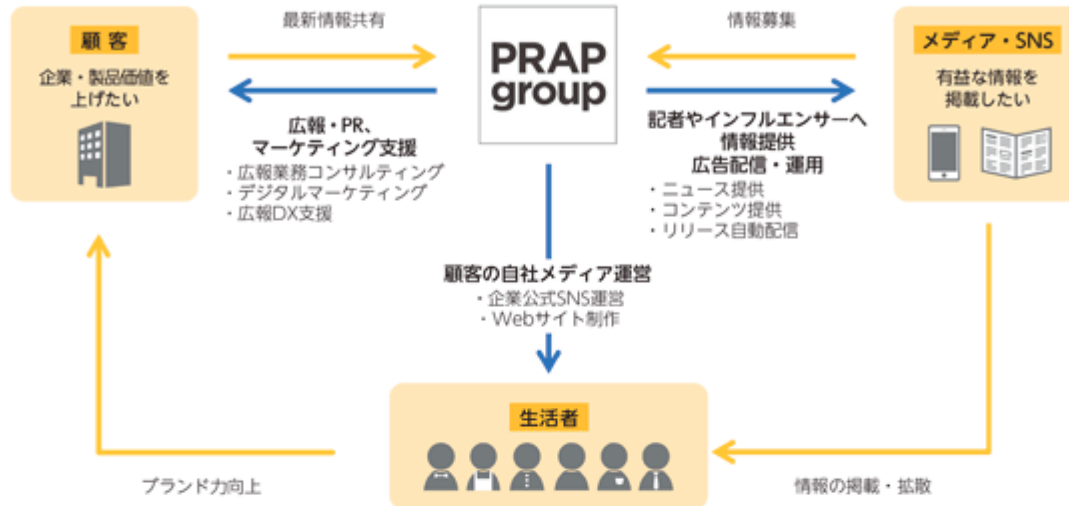 最新情報共有
情報募集
顧客
企業・製品価値を
上げたい
PRAP
group
メディア・SNS
有益な情報を
掲載したい
広報・PR、
マーケティング支援
・広報業務コンサルティング
・デジタルマーケティング
・広報DX支援
記者やインフルエンサーへ
情報提供
広告配信・運用
・ニュース提供
・コンテンツ提供
・リリース自動配信
顧客の自社メディア運営
・企業公式SNS運営
・Webサイト制作
生活者
ブランド力向上
情報の掲載・拡散